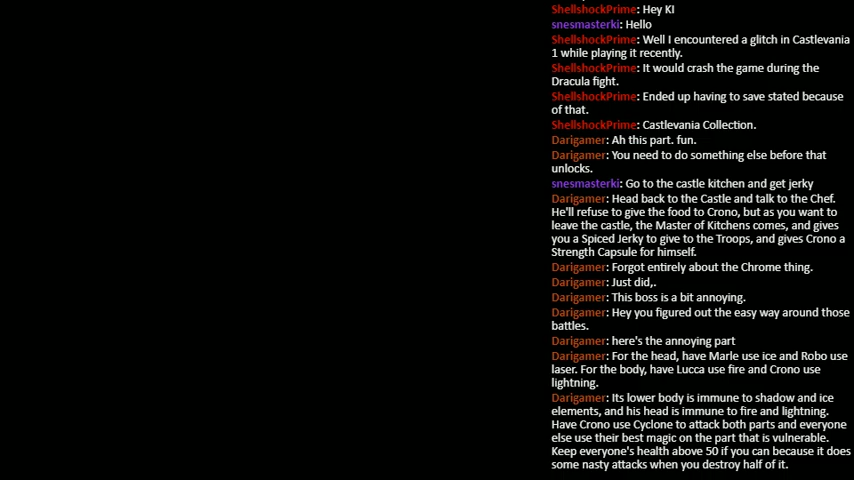 ShellshockPrime: Hey KI
snesmasterki: Hello
ShellshockPrime: Well I encountered a glitch in Castlevania
1 while playing it recently.
ShellshockPrime: It would crash the game during the
Dracula fight.
ShellshockPrime: Ended up having to save stated because
of that.
ShellshockPrime: Castlevania Collection.
Darigamer: Ah this part. fun.
Darigamer: You need to do something else before that
unlocks.
snesmasterki: Go to the castle kitchen and get jerky
Darigamer: Head back to the Castle and talk to the Chef.
He'll refuse to give the food to Crono, but as you want to
leave the castle, the Master of Kitchens comes, and gives
you a Spiced Jerky to give to the Troops, and gives Crono a
Strength Capsule for himself.
Darigamer: Forgot entirely about the Chrome thing.
Darigamer: Just did,.
Darigamer: This boss is a bit annoying.
Darigamer: Hey you figured out the easy way around those
battles.
Darigamer: here's the annoying part
Darigamer: For the head, have Marle use ice and Robo use
laser. For the body, have Lucca use fire and Crono use
lightning.
Darigamer: Its lower body is immune to shadow and ice
elements, and his head is immune to fire and lightning.
Have Crono use Cyclone to attack both parts and everyone
else use their best magic on the part that is vulnerable.
Keep everyone's health above 50 if you can because it does
some nasty attacks when you destroy half of it.